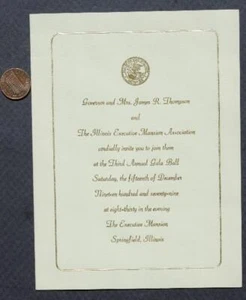 Governor and Mrs. James R. Thompson
and
The Illinois Executive Mansion Association
cordially invite you to join them
at the Third Annual Gala Ball
Saturday, the fifteenth of December
Nineteen hundred and seventy-nine
at eight-thirty in the evening
The Executive Mansion
Springfield, Illinois